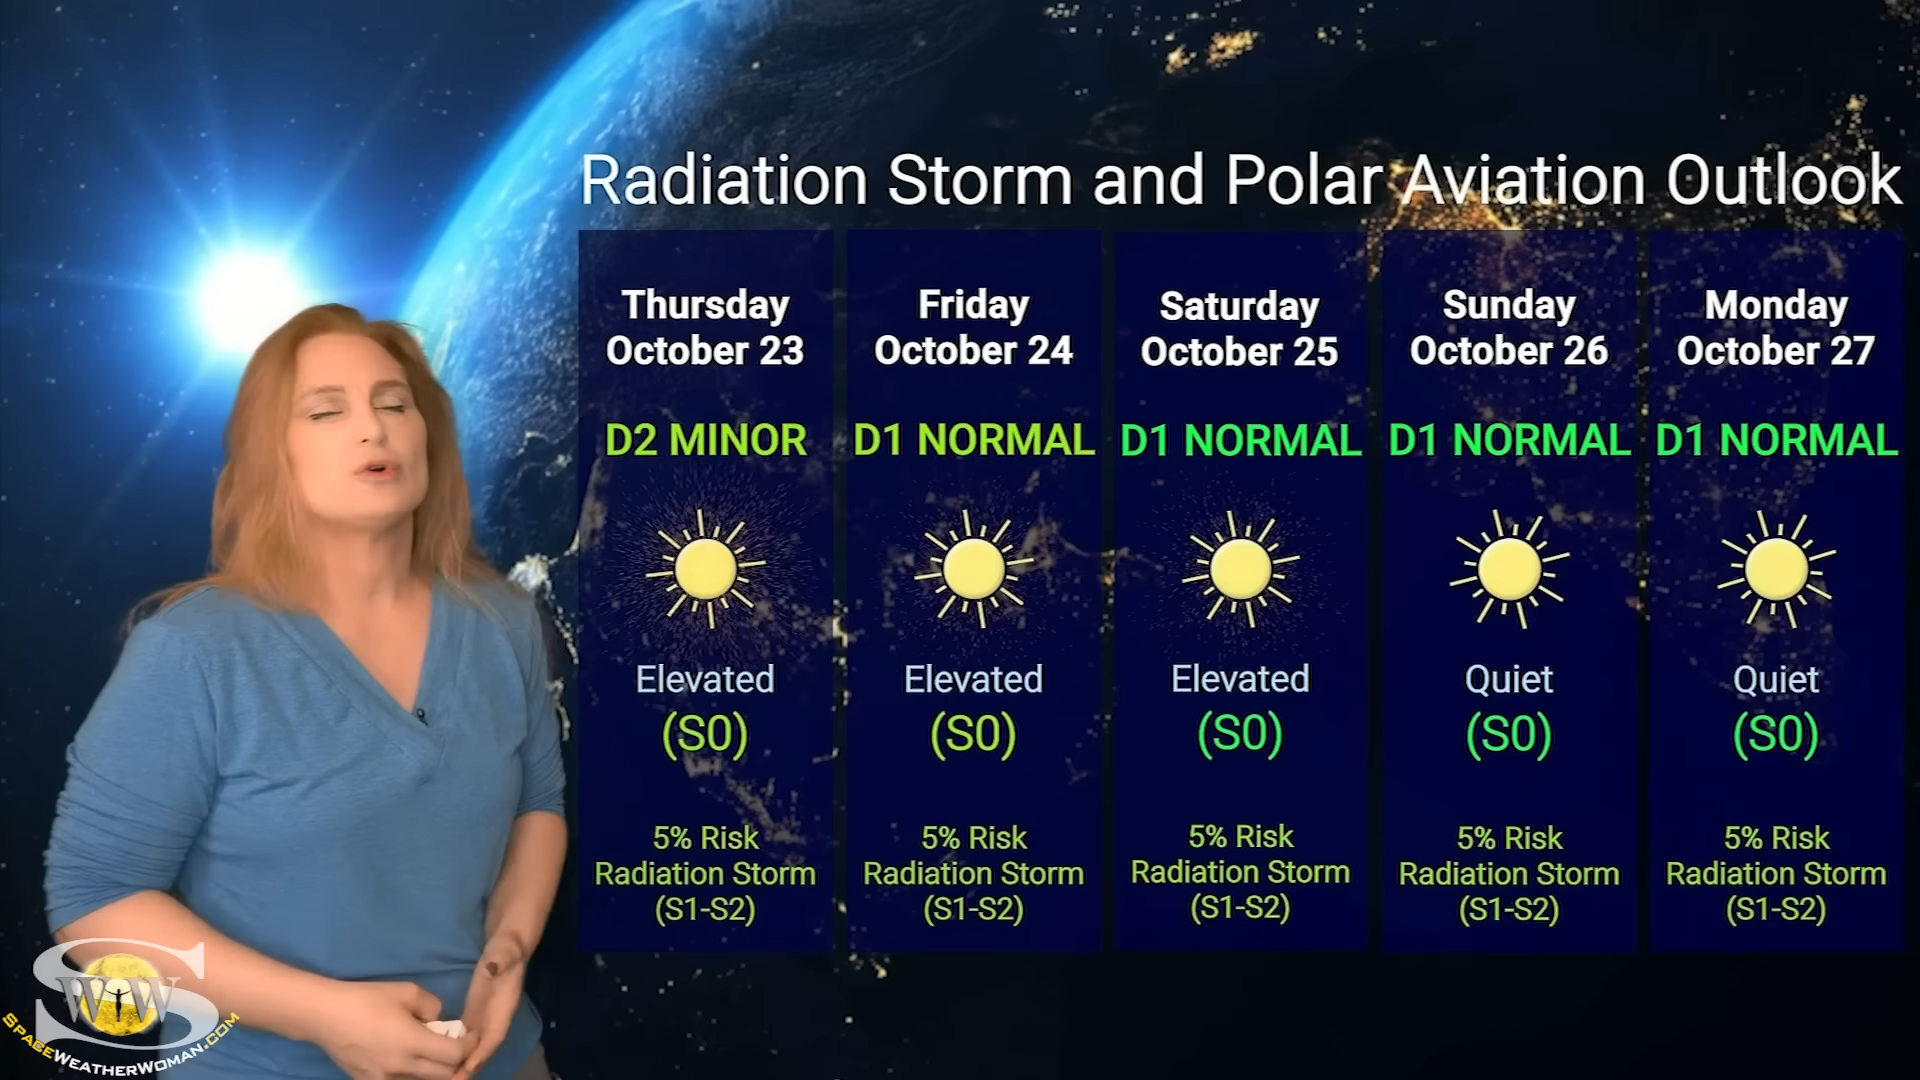 Radiation Storm and Polar Aviation Outlook
Thursday
October 23
D2 MINOR
Elevated
(S0)
5% Risk
Radiation Storm
(S1-S2)
Friday
October 24
D1 NORMAL
Elevated
(S0)
5% Risk
Radiation Storm
(S1-S2)
Saturday
October 25
D1 NORMAL
Elevated
(S0)
5% Risk
Radiation Storm
(S1-S2)
Sunday
October 26
D1 NORMAL
Quiet
(S0)
5% Risk
Radiation Storm
(S1-S2)
Monday
October 27
D1 NORMAL
Quiet
(S0)
5% Risk
Radiation Storm
(S1-S2)
SWW
SPACEWEATHERWOMAN.COM